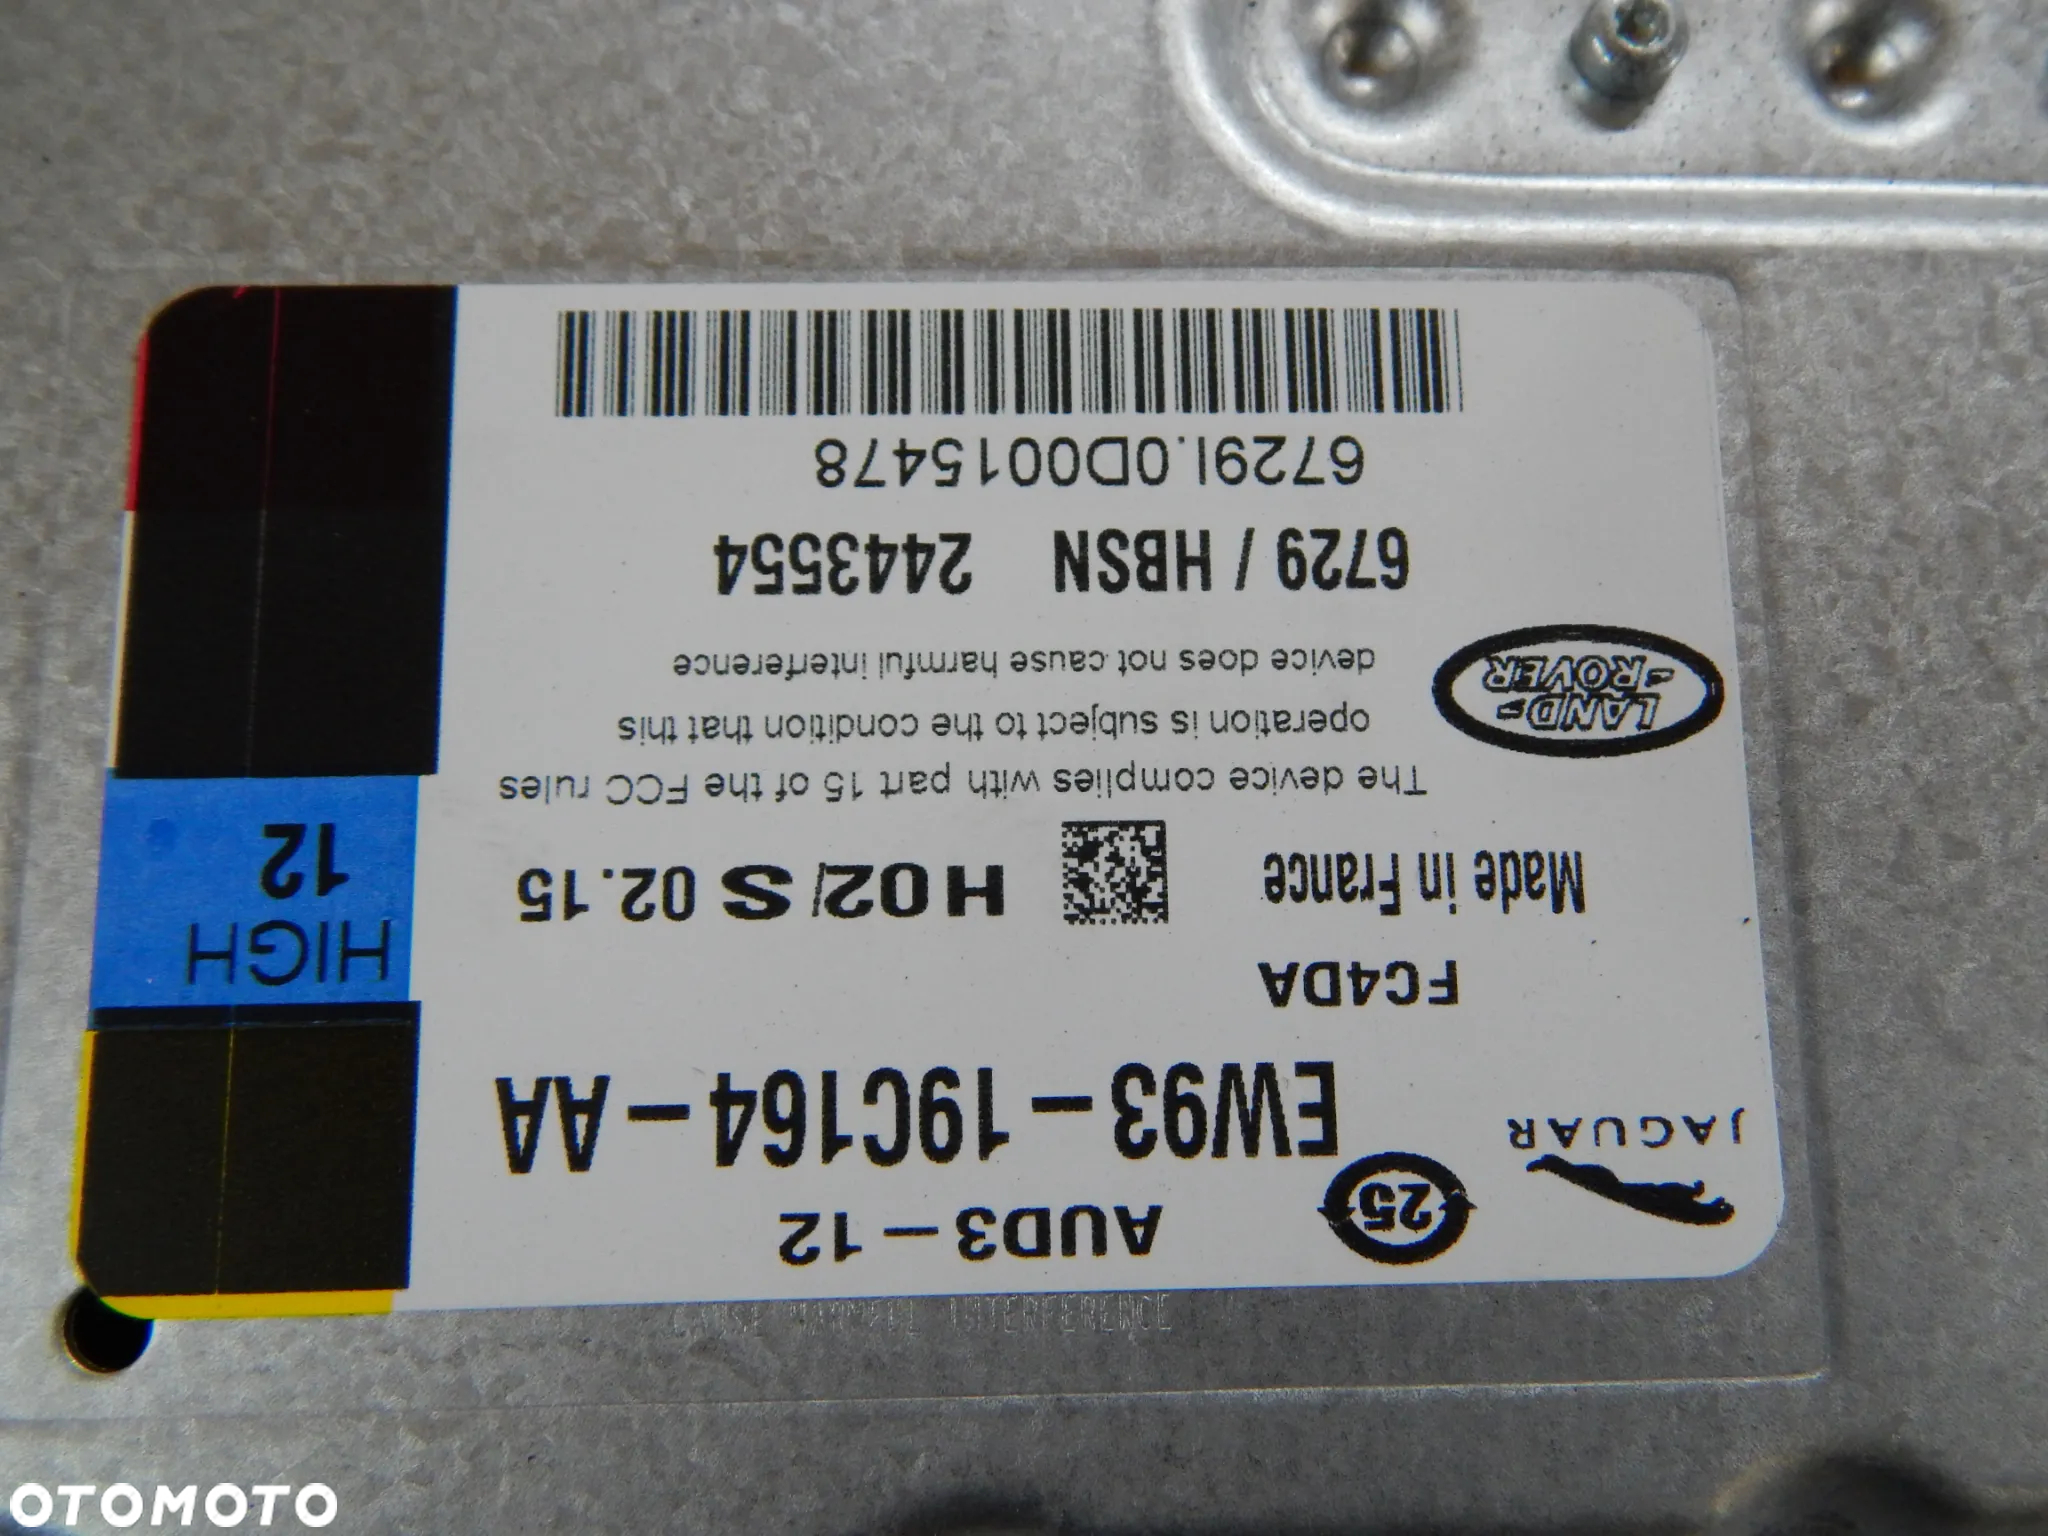 AUD3-12
25
JAGUAR
EW93-19C164-AA
FC4DA
HIGH
12
Made in France
H02/S 02.15
The device complies with part 15 of the FCC rules
operation is subject to the condition that this
device does not cause harmful interference
LAND-
-ROVER
6729 / HBSN 2443554
6729I.0D0015478
INTERFERENCE
OTOMOTO